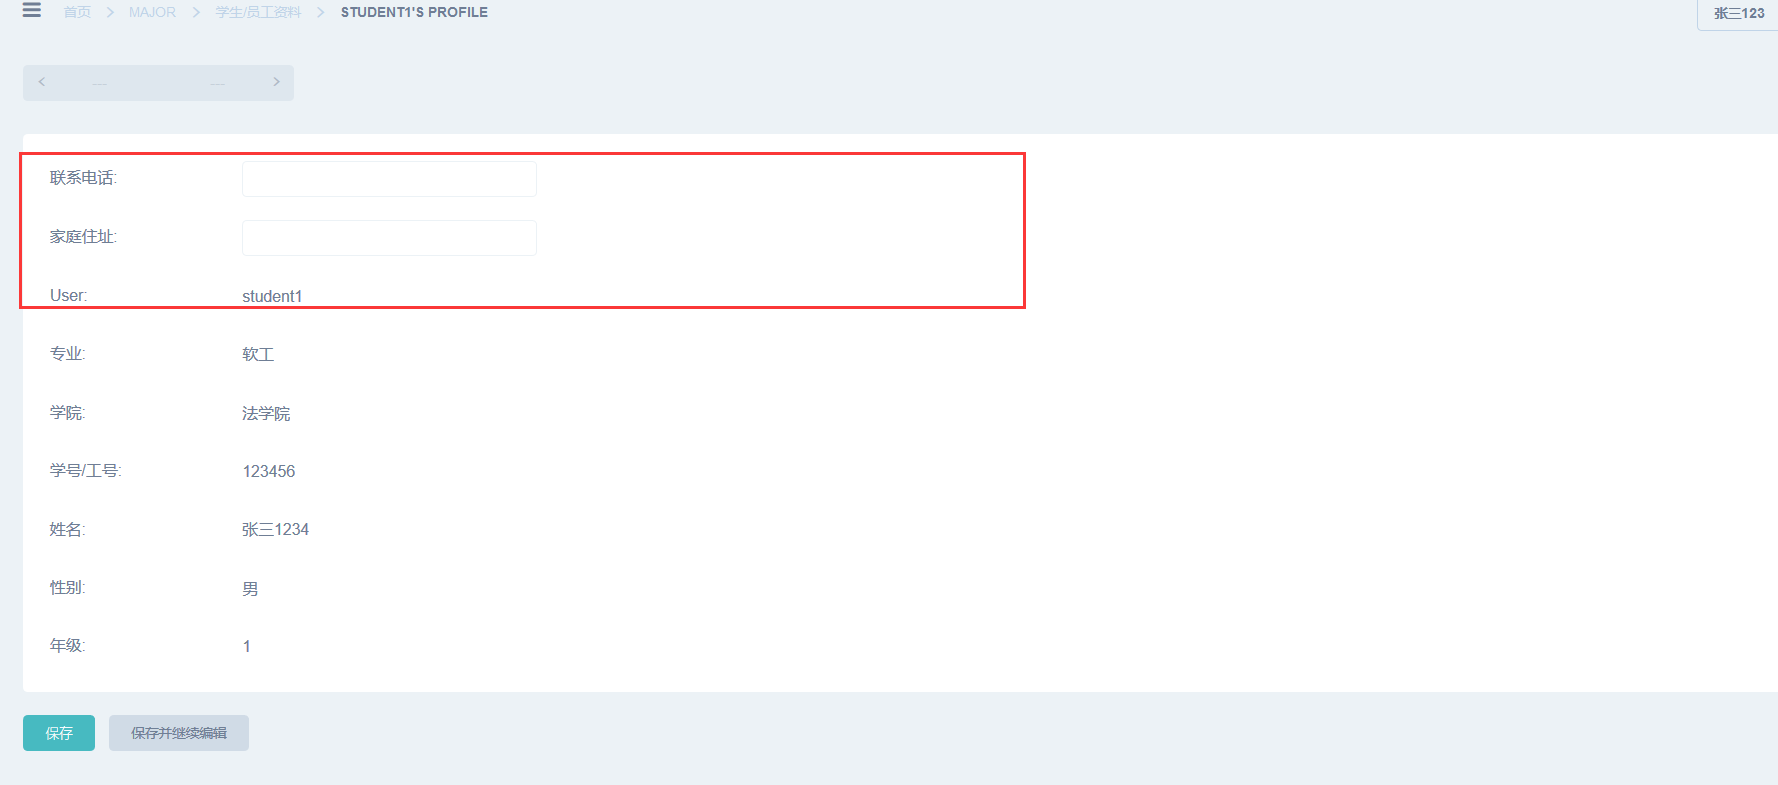 首页 > MAJOR > 学生/员工资料 > STUDENT1'S PROFILE
张三123
< — — >
联系电话:
家庭住址:
User: student1
专业: 软工
学院: 法学院
学号/工号: 123456
姓名: 张三1234
性别: 男
年级: 1
保存 保存并继续编辑